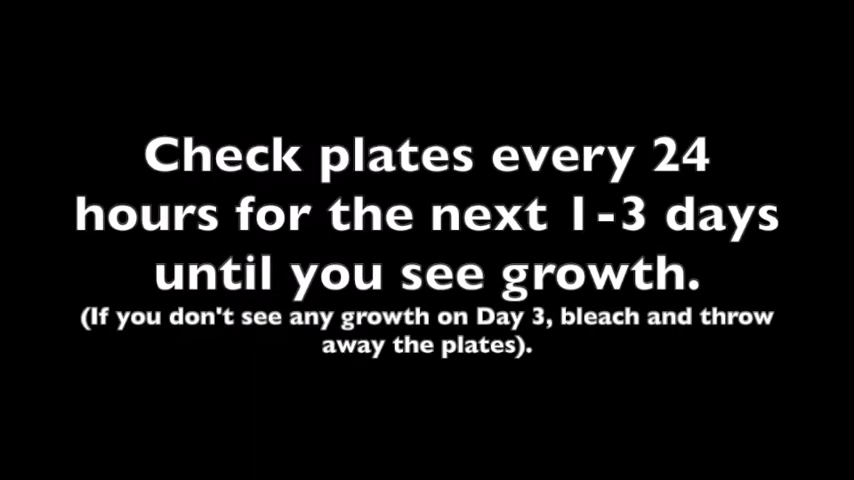 Check plates every 24
hours for the next 1-3 days
until you see growth.
(If you don't see any growth on Day 3, bleach and throw
away the plates).